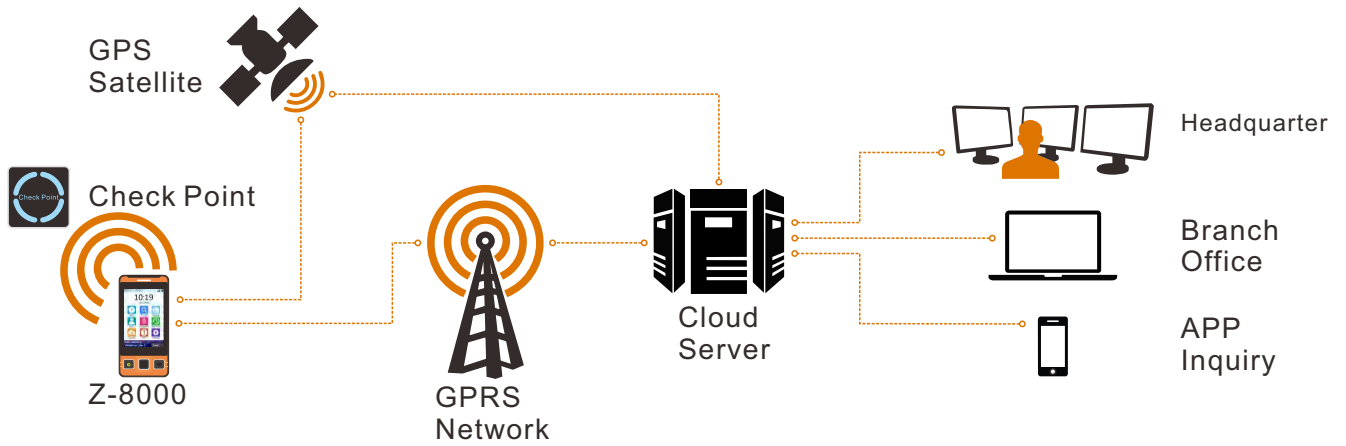 GPS
Satellite
Headquarter
Check Point
Check Point
Branch
Office
10:19
Cloud
Server
APP
Inquiry
Z-8000
GPRS
Network